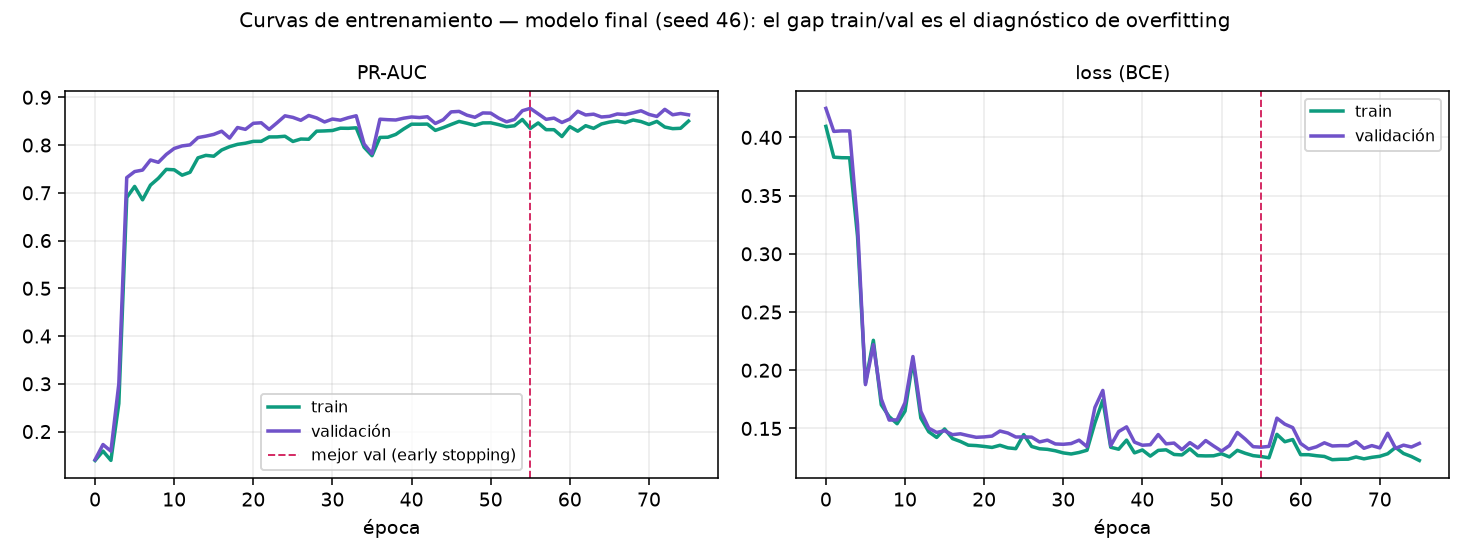 Curvas de entrenamiento — modelo final (seed 46): el gap train/val es el diagnóstico de overfitting
PR-AUC
0.9
0.8
0.7
0.6
0.5
0.4
0.3
0.2
train
validación
mejor val (early stopping)
0 10 20 30 40 50 60 70
época
loss (BCE)
0.40
0.35
0.30
0.25
0.20
0.15
train
validación
0 10 20 30 40 50 60 70
época